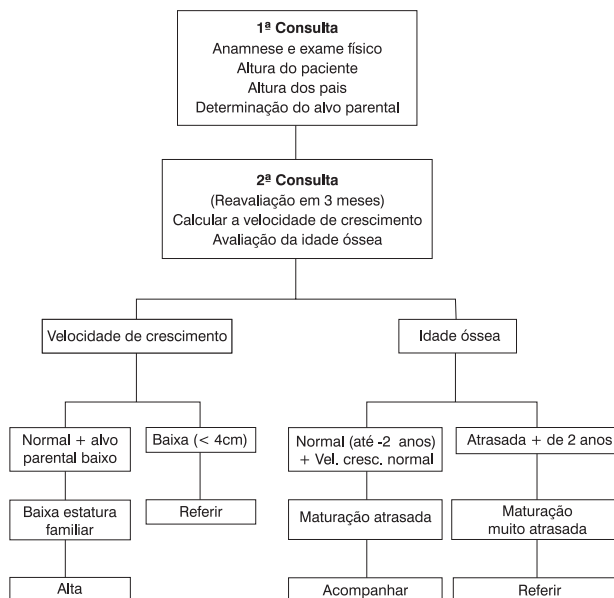 1ª Consulta
Anamnese e exame físico
Altura do paciente
Altura dos pais
Determinação do alvo parental
2ª Consulta
(Reavaliação em 3 meses)
Calcular a velocidade de crescimento
Avaliação da idade óssea
Velocidade de crescimento
Idade óssea
Normal + alvo
parental baixo
Baixa (< 4cm)
Normal (até -2 anos)
+ Vel. cresc. normal
Atrasada + de 2 anos
Baixa estatura
familiar
Referir
Maturação atrasada
Maturação
muito atrasada
Alta
Acompanhar
Referir